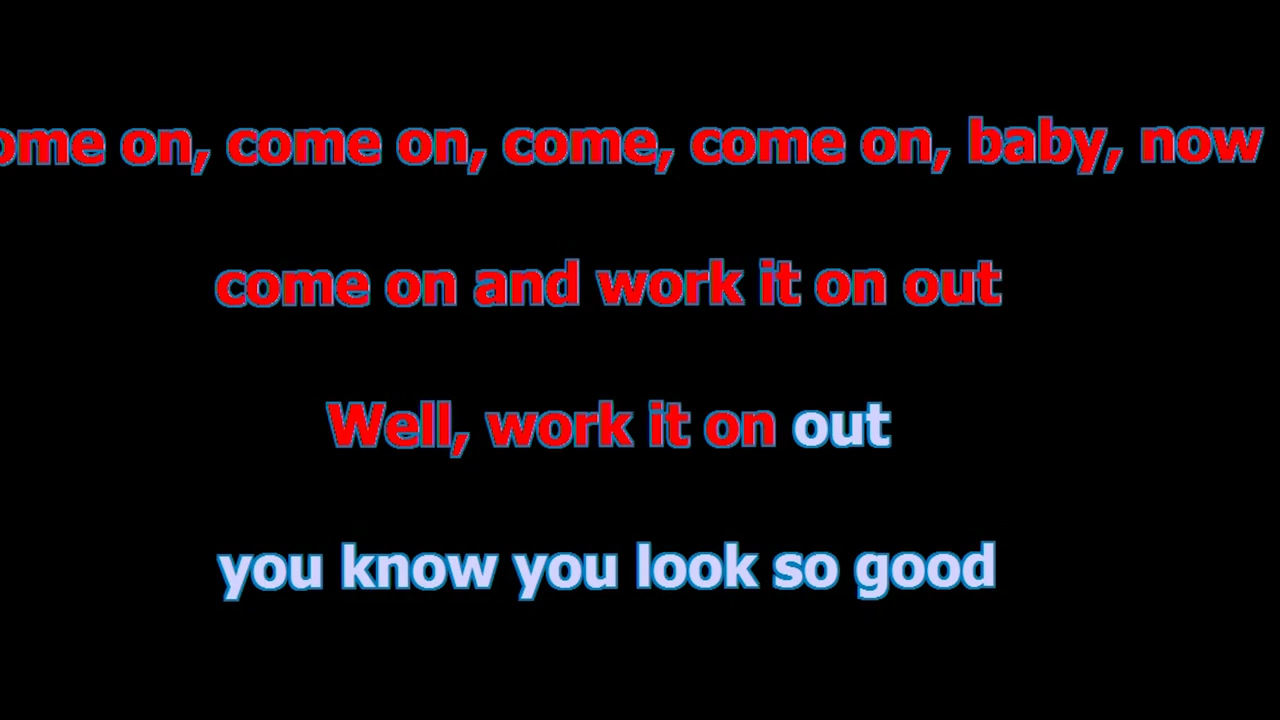 ome on, come on, come, come on, baby, now
come on and work it on out
Well, work it on out
you know you look so good